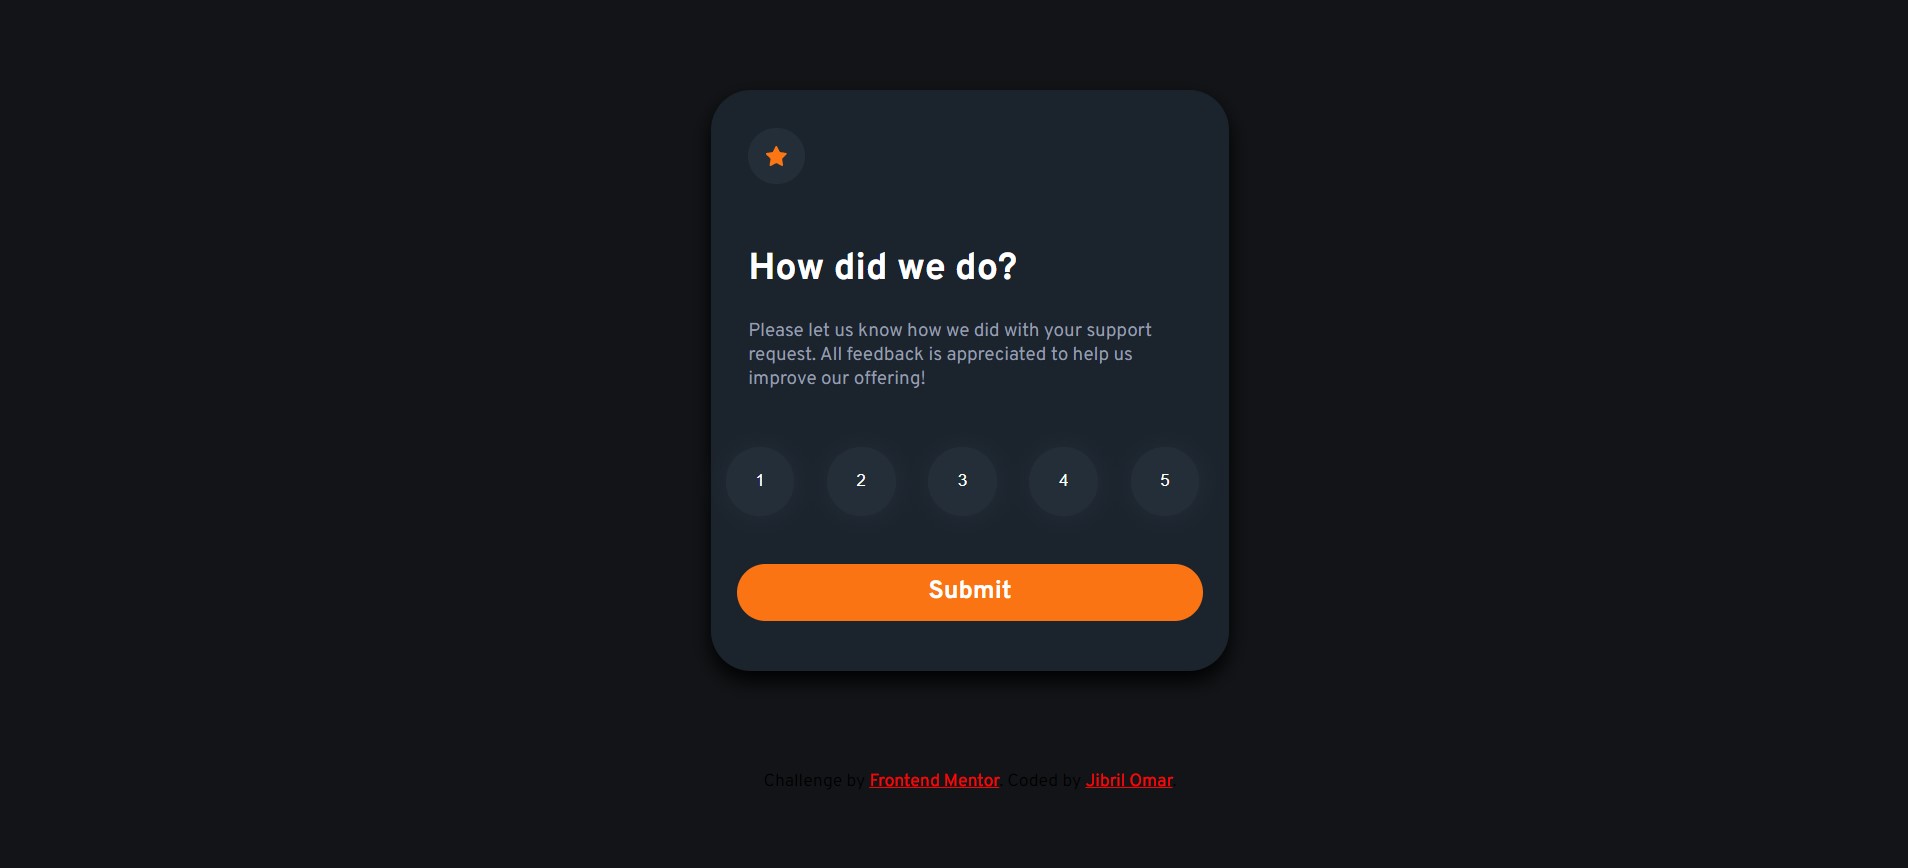 How did we do?
Please let us know how we did with your support
request. All feedback is appreciated to help us
improve our offering!
1 2 3 4 5
Submit
Challenge by Frontend Mentor. Coded by Jibril Omar.